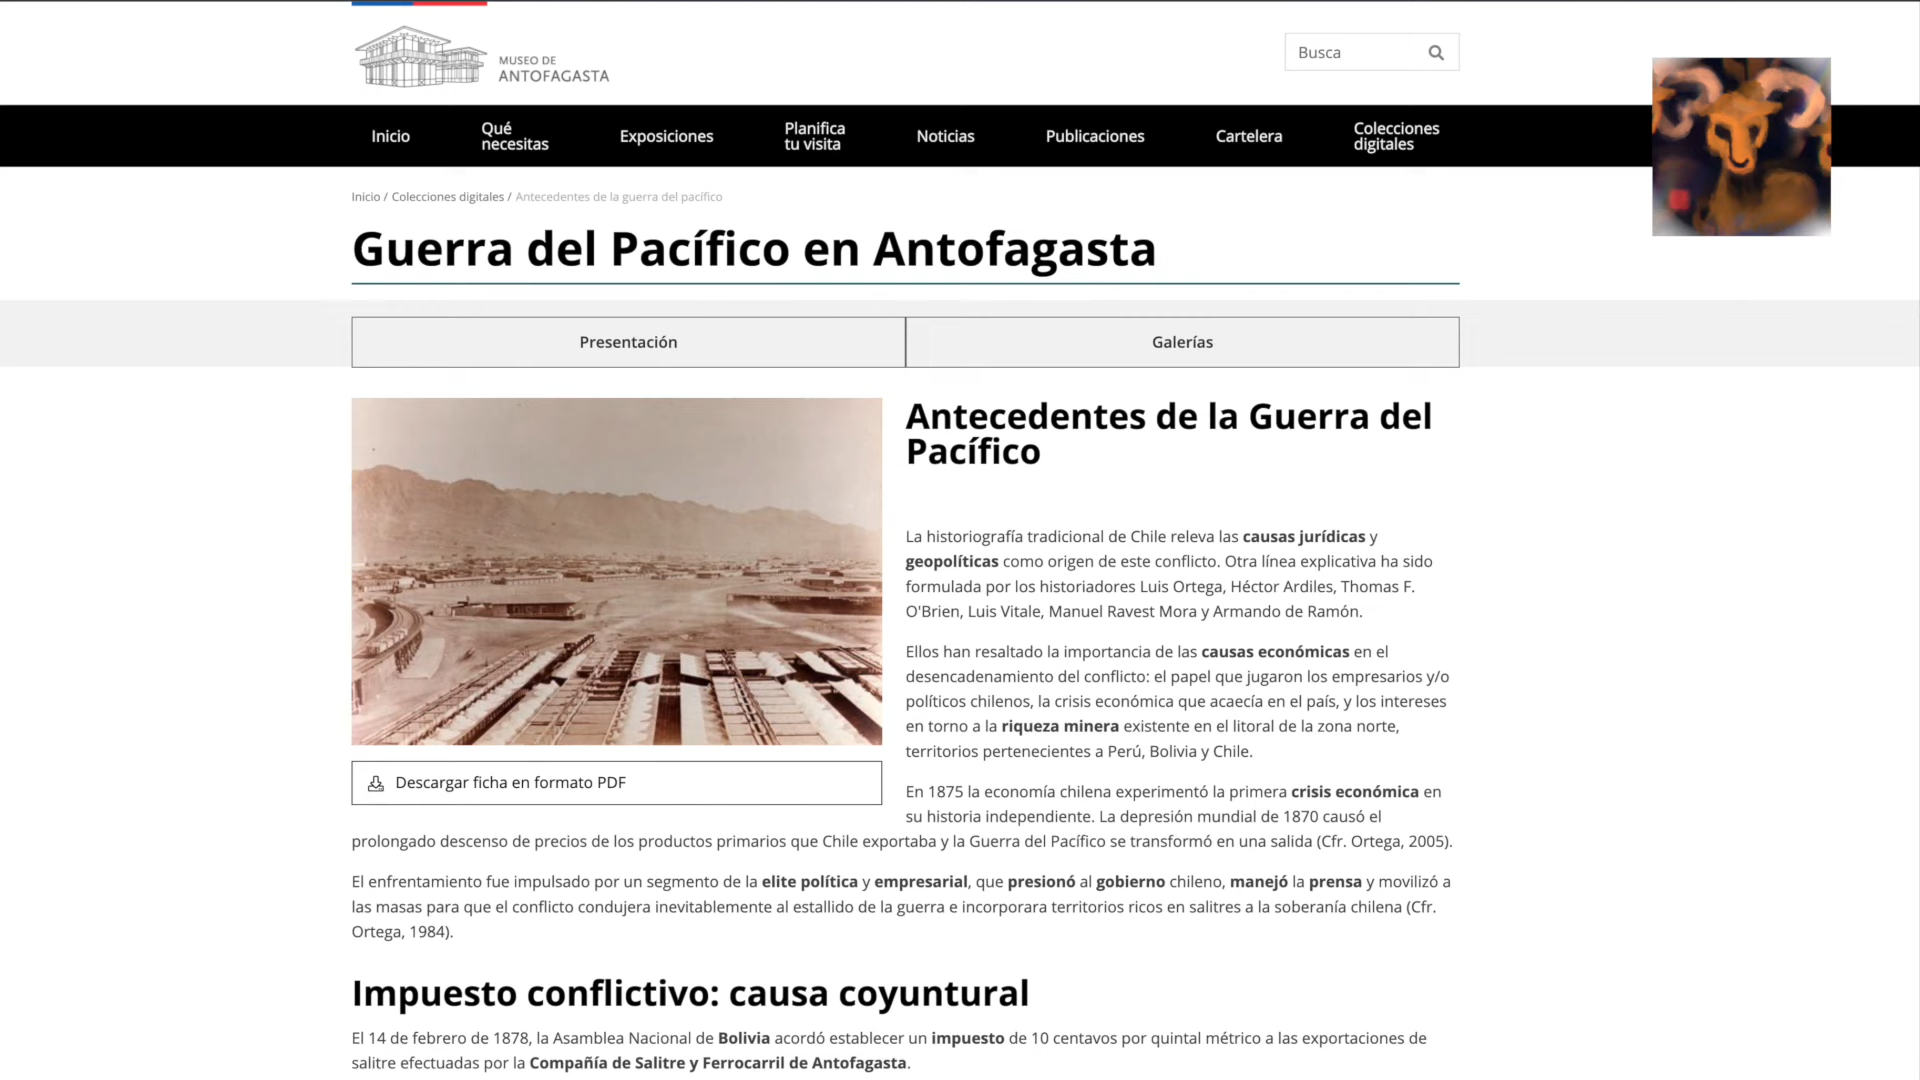 MUSEO DE
ANTOFAGASTA
Busca
Inicio
Qué
necesitas
Exposiciones
Planifica
tu visita
Noticias
Publicaciones
Cartelera
Colecciones
digitales
Inicio / Colecciones digitales / Antecedentes de la guerra del pacífico
Guerra del Pacífico en Antofagasta
Presentación
Galerías
Antecedentes de la Guerra del
Pacífico
La historiografía tradicional de Chile releva las causas jurídicas y
geopolíticas como origen de este conflicto. Otra línea explicativa ha sido
formulada por los historiadores Luis Ortega, Héctor Ardiles, Thomas F.
O'Brien, Luis Vitale, Manuel Ravest Mora y Armando de Ramón.
Ellos han resaltado la importancia de las causas económicas en el
desencadenamiento del conflicto: el papel que jugaron los empresarios y/o
políticos chilenos, la crisis económica que acaecía en el país, y los intereses
en torno a la riqueza minera existente en el litoral de la zona norte,
territorios pertenecientes a Perú, Bolivia y Chile.
Descargar ficha en formato PDF
En 1875 la economía chilena experimentó la primera crisis económica en
su historia independiente. La depresión mundial de 1870 causó el
prolongado descenso de precios de los productos primarios que Chile exportaba y la Guerra del Pacífico se transformó en una salida (Cfr. Ortega, 2005).
El enfrentamiento fue impulsado por un segmento de la elite política y empresarial, que presionó al gobierno chileno, manejó la prensa y movilizó a
las masas para que el conflicto condujera inevitablemente al estallido de la guerra e incorporara territorios ricos en salitres a la soberanía chilena (Cfr.
Ortega, 1984).
Impuesto conflictivo: causa coyuntural
El 14 de febrero de 1878, la Asamblea Nacional de Bolivia acordó establecer un impuesto de 10 centavos por quintal métrico a las exportaciones de
salitre efectuadas por la Compañía de Salitre y Ferrocarril de Antofagasta.